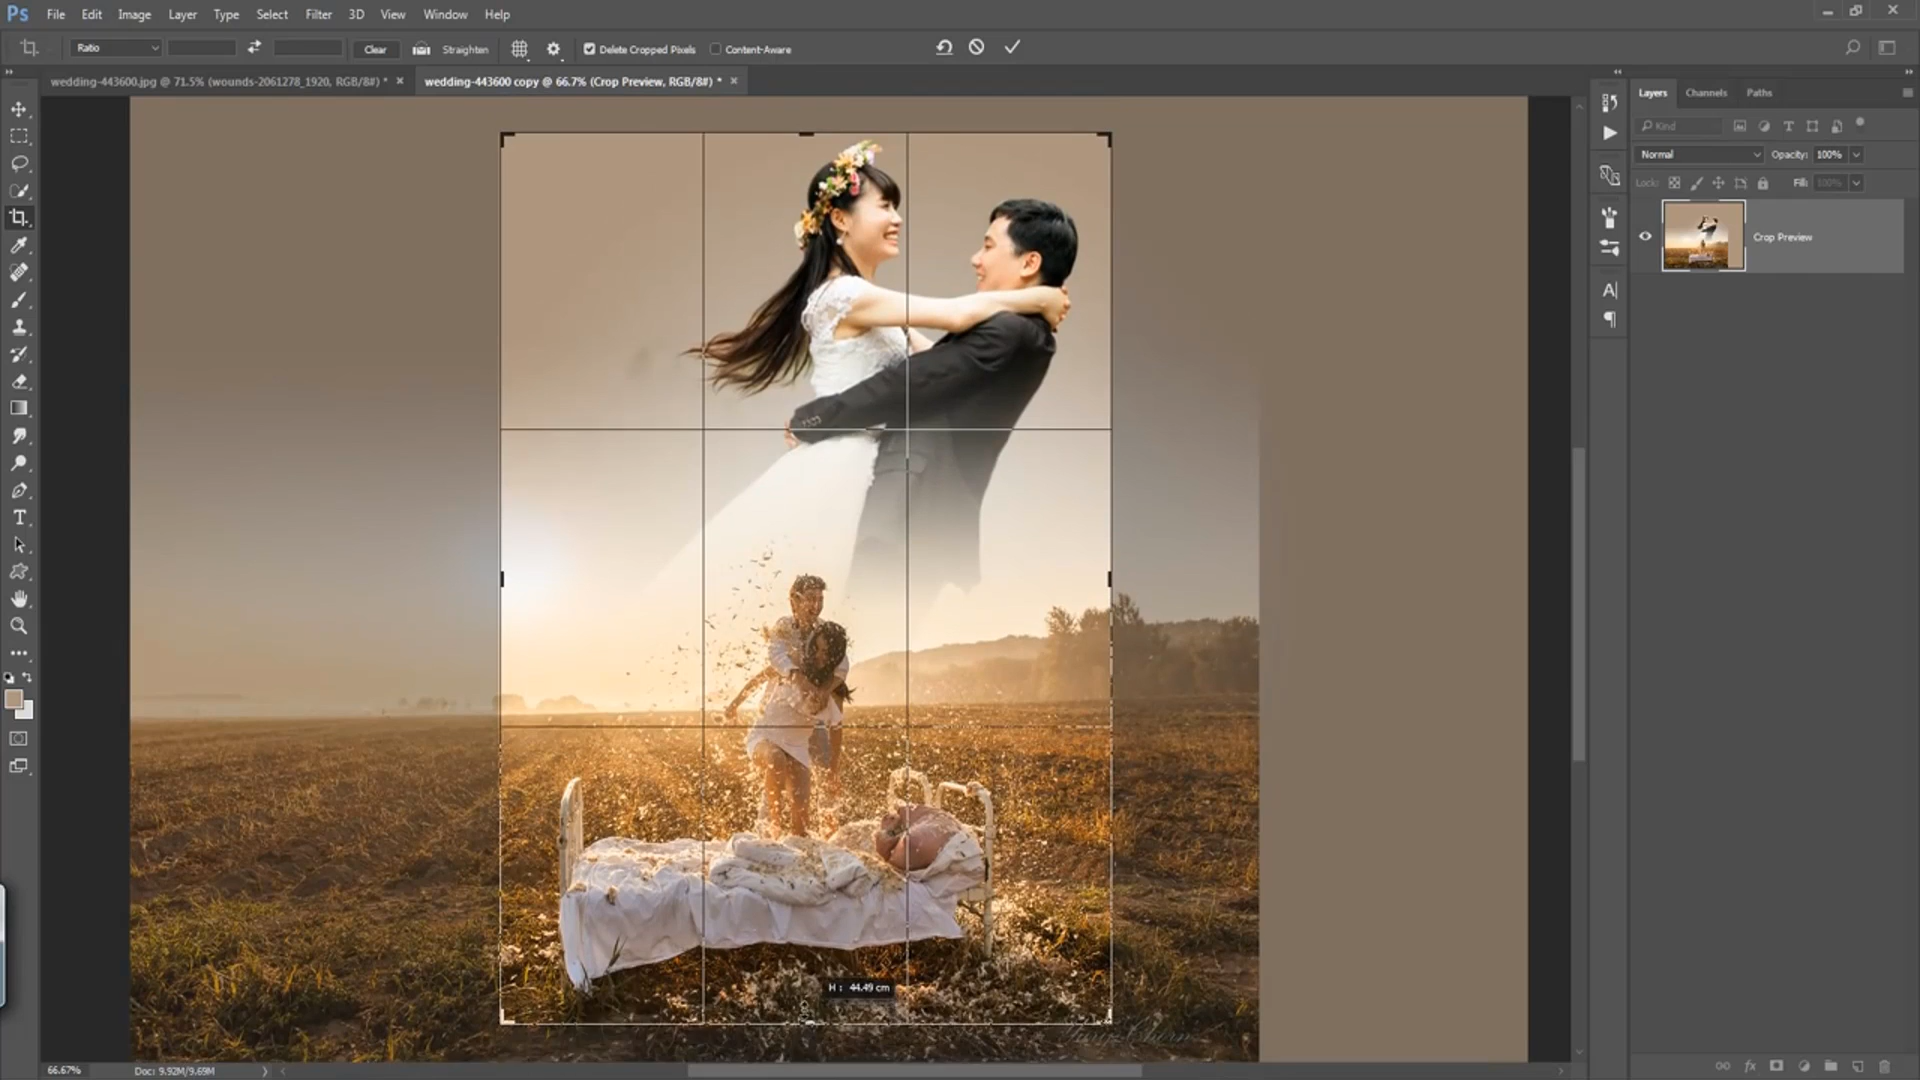 Ps File Edit Image Layer Type Select Filter 3D View Window Help
Ratio Clear Straighten Delete Cropped Pixels Content-Aware
wedding-443600.jpg @ 71.5% (wounds-2061278_1920, RGB/8#) * × wedding-443600 copy @ 66.7% (Crop Preview, RGB/8#) * ×
Layers Channels Paths
Kind
Normal Opacity: 100%
Lock: Fill: 100%
Crop Preview
H : 44.49 cm
66.67% Doc: 9.92M/9.69M